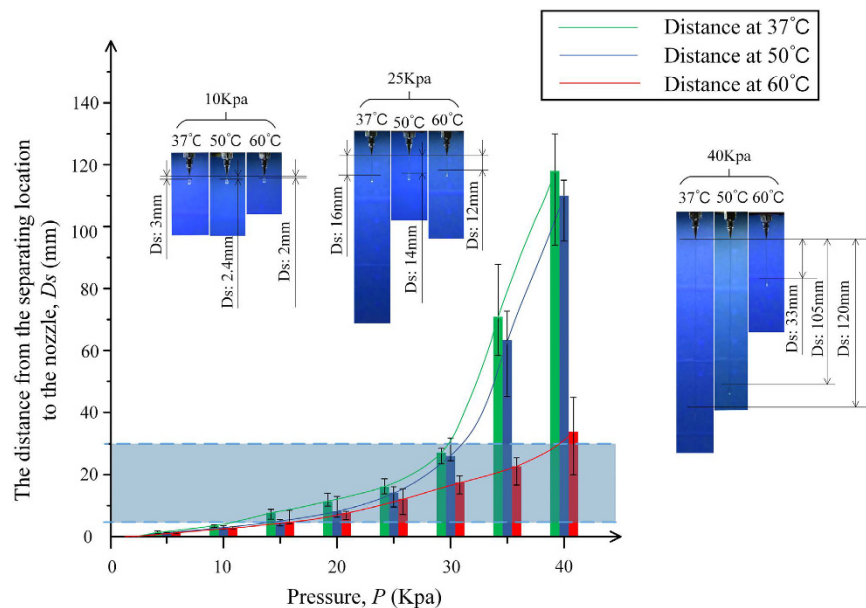 Distance at 37℃
Distance at 50℃
Distance at 60℃
The distance from the separating location
to the nozzle, Ds (mm)
140
120
100
80
60
40
20
0
10Kpa
37℃ 50℃ 60℃
Ds: 3mm
Ds: 2.4mm
Ds: 2mm
25Kpa
37℃ 50℃ 60℃
Ds: 16mm
Ds: 14mm
Ds: 12mm
40Kpa
37℃ 50℃ 60℃
Ds: 33mm
Ds: 105mm
Ds: 120mm
0 10 20 30 40
Pressure, P (Kpa)